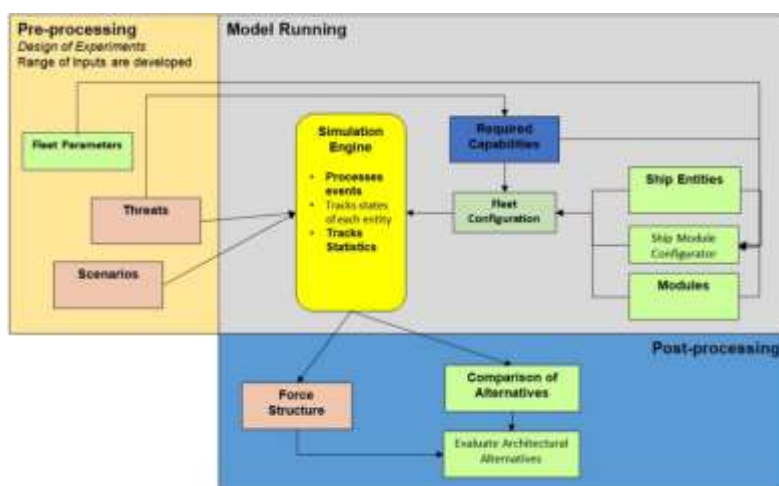 Pre-processing
Design of Experiments
Range of Inputs are developed
Fleet Parameters
Threats
Scenarios
Model Running
Simulation
Engine
• Processes
events
• Tracks states
of each entity
• Tracks
Statistics
Required
Capabilities
Fleet
Configuration
Ship Entities
Ship Module
Configurator
Modules
Post-processing
Force
Structure
Comparison of
Alternatives
Evaluate Architectural
Alternatives